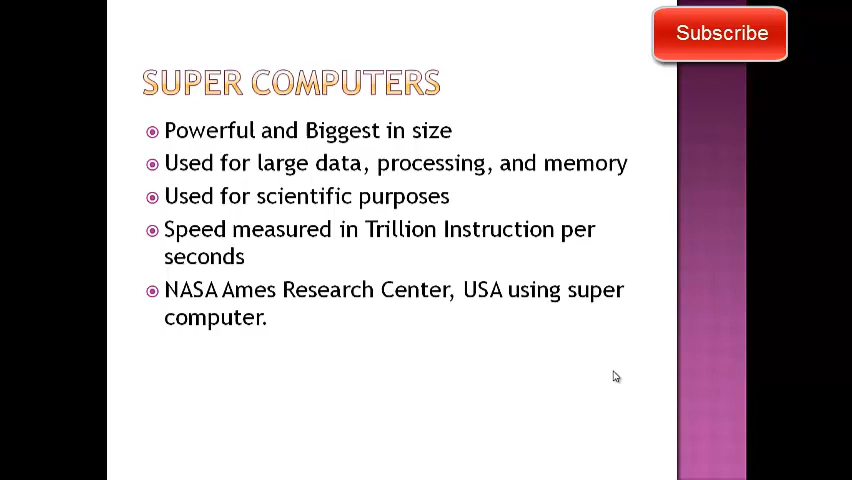 Subscribe
SUPER COMPUTERS
Powerful and Biggest in size
Used for large data, processing, and memory
Used for scientific purposes
Speed measured in Trillion Instruction per
seconds
NASA Ames Research Center, USA using super
computer.